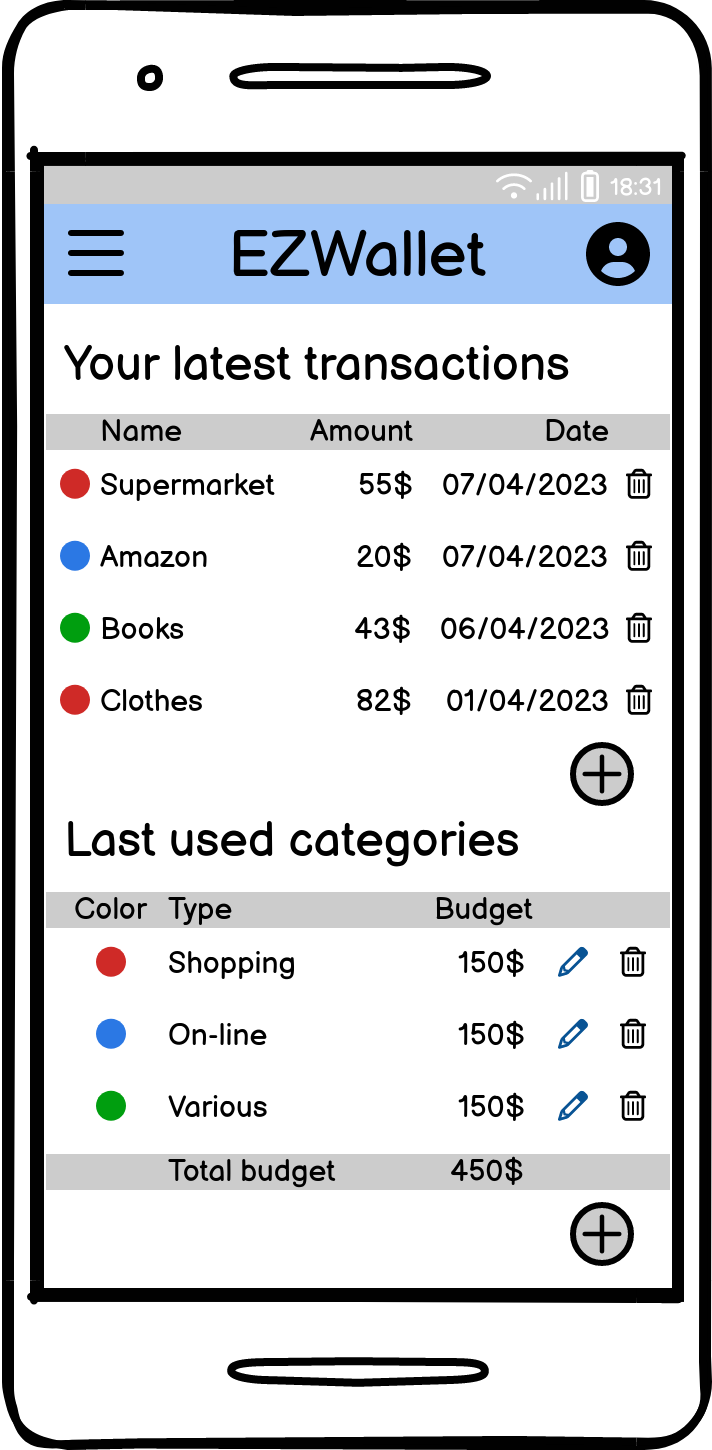 18:31
EZWallet
Your latest transactions
Name Amount Date
Supermarket 55$ 07/04/2023
Amazon 20$ 07/04/2023
Books 43$ 06/04/2023
Clothes 82$ 01/04/2023
Last used categories
Color Type Budget
Shopping 150$
On-line 150$
Various 150$
Total budget 450$